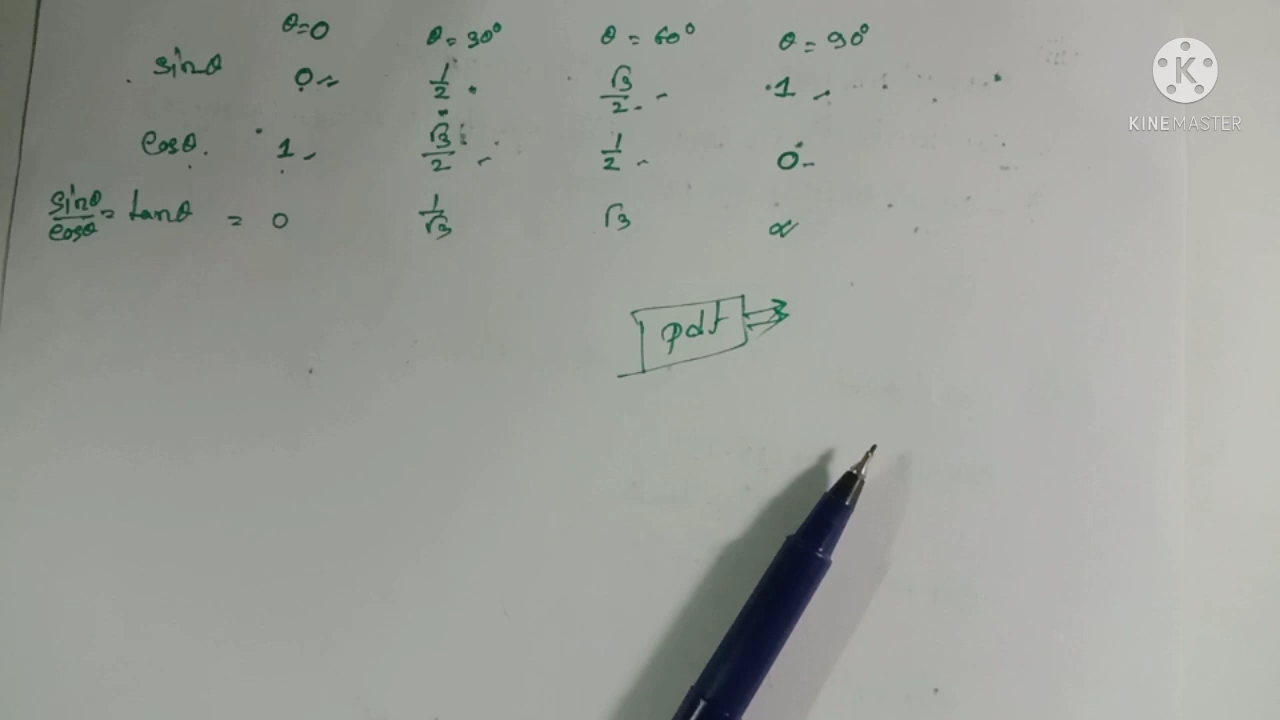 θ=0 θ=30° θ=60° θ=90°
sinθ 0 1/2 √3/2 1
cosθ 1 √3/2 1/2 0
sinθ/cosθ = tanθ = 0 1/√3 √3 ∝
pdf
KINEMASTER